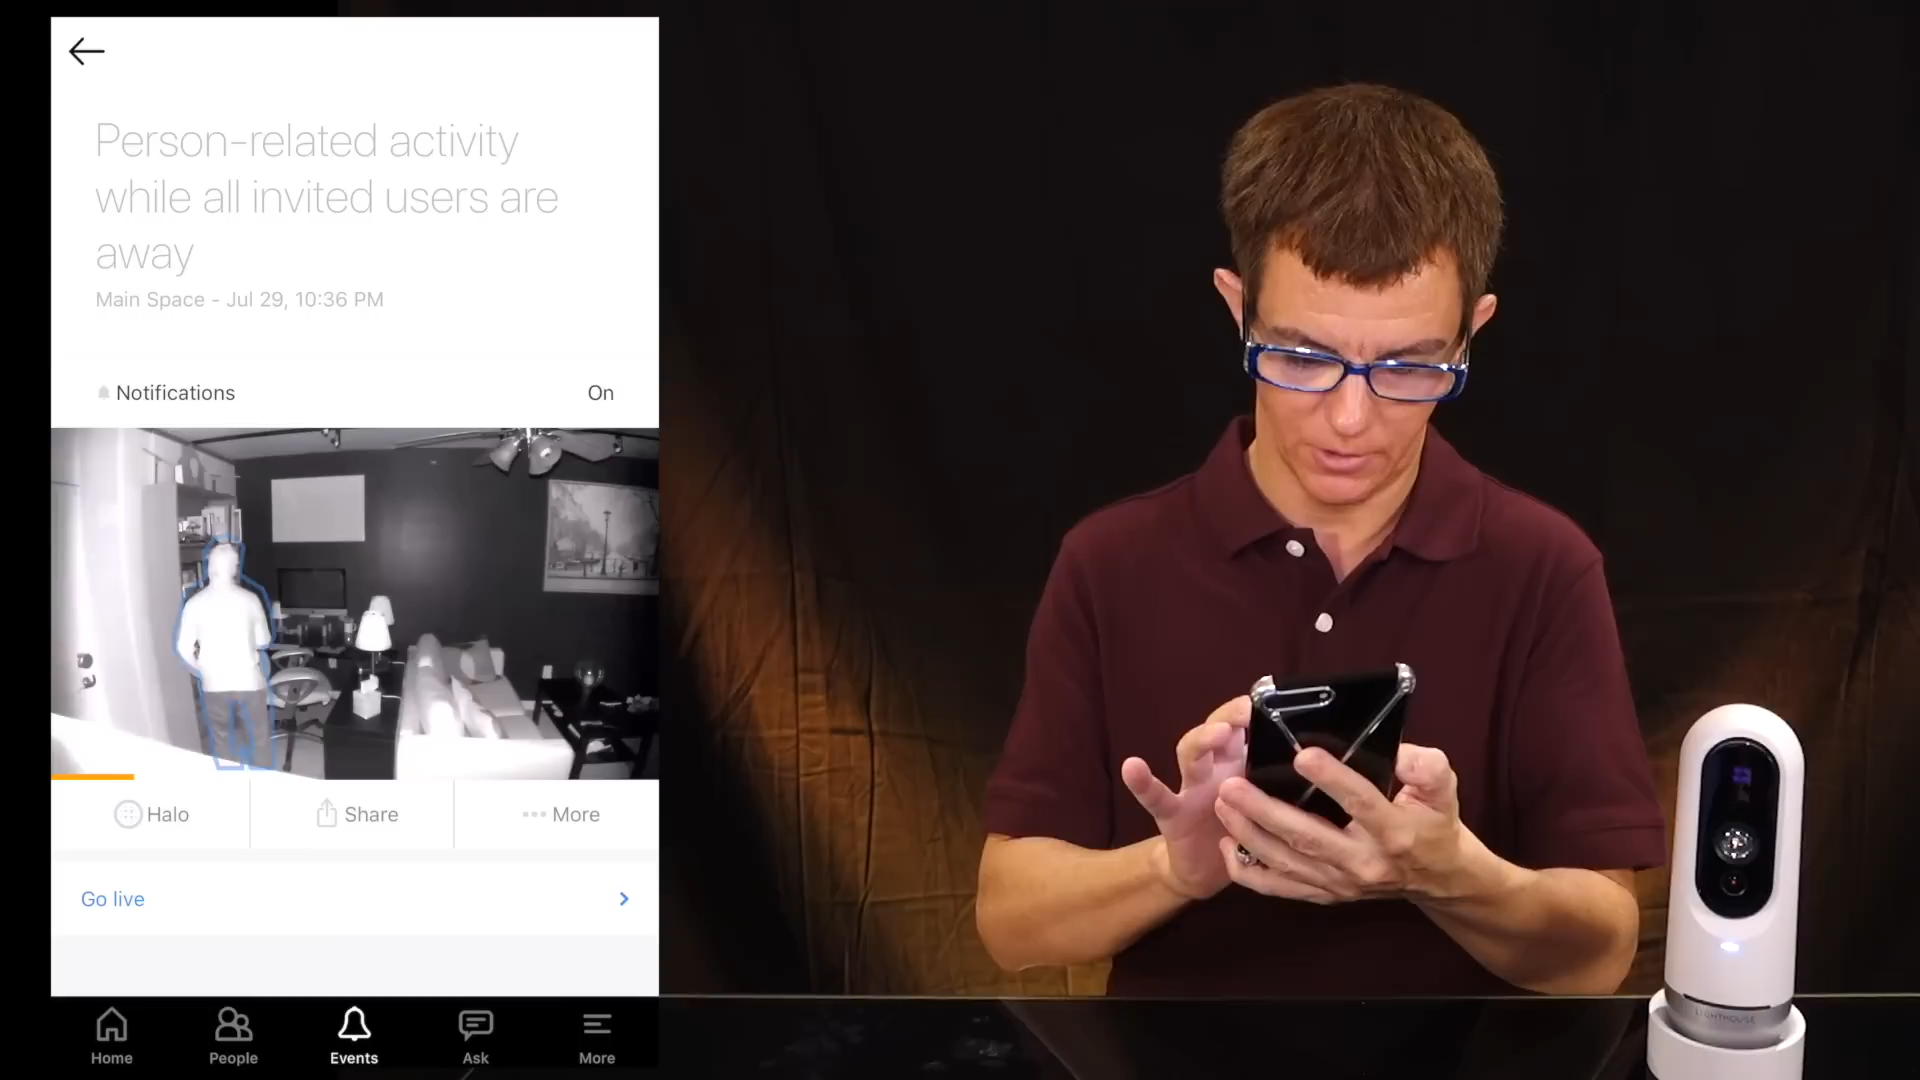 Person-related activity
while all invited users are
away
Main Space - Jul 29, 10:36 PM
Notifications On
Halo Share More
Go live
Home People Events Ask More
LIGHTHOUSE